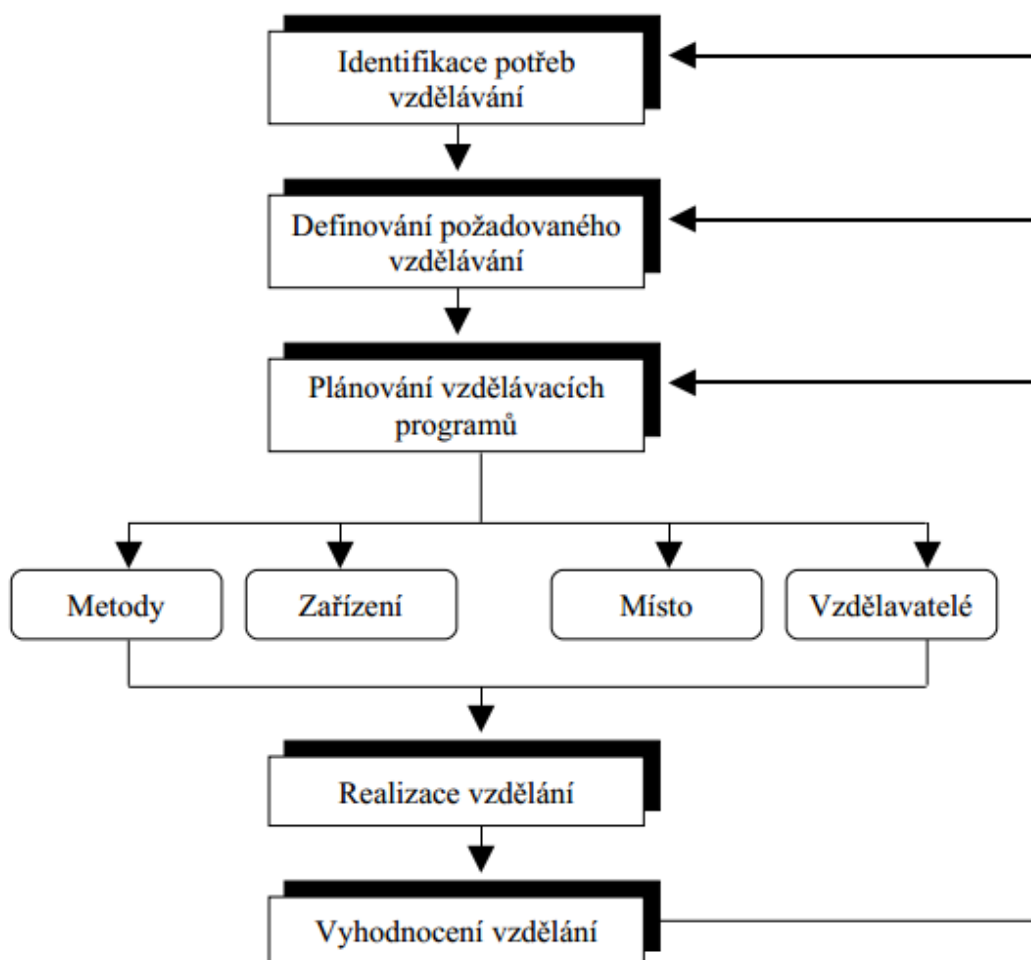 Identifikace potřeb
vzdělávání
Definování požadovaného
vzdělávání
Plánování vzdělávacích
programů
Metody
Zařízení
Místo
Vzdělavatelé
Realizace vzdělání
Vyhodnocení vzdělání